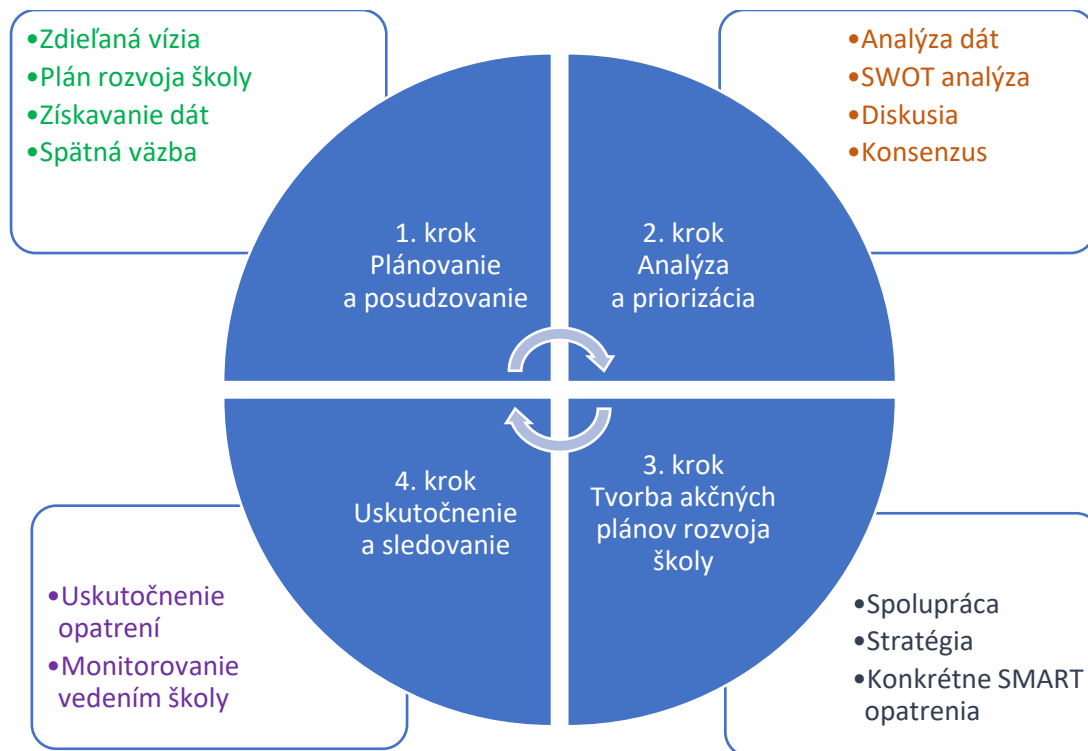 •Zdieľaná vízia
•Plán rozvoja školy
•Získavanie dát
•Spätná väzba
•Analýza dát
•SWOT analýza
•Diskusia
•Konsenzus
1. krok
Plánovanie
a posudzovanie
2. krok
Analýza
a priorizácia
4. krok
Uskutočnenie
a sledovanie
3. krok
Tvorba akčných
plánov rozvoja
školy
•Uskutočnenie
opatrení
•Monitorovanie
vedením školy
•Spolupráca
•Stratégia
•Konkrétne SMART
opatrenia